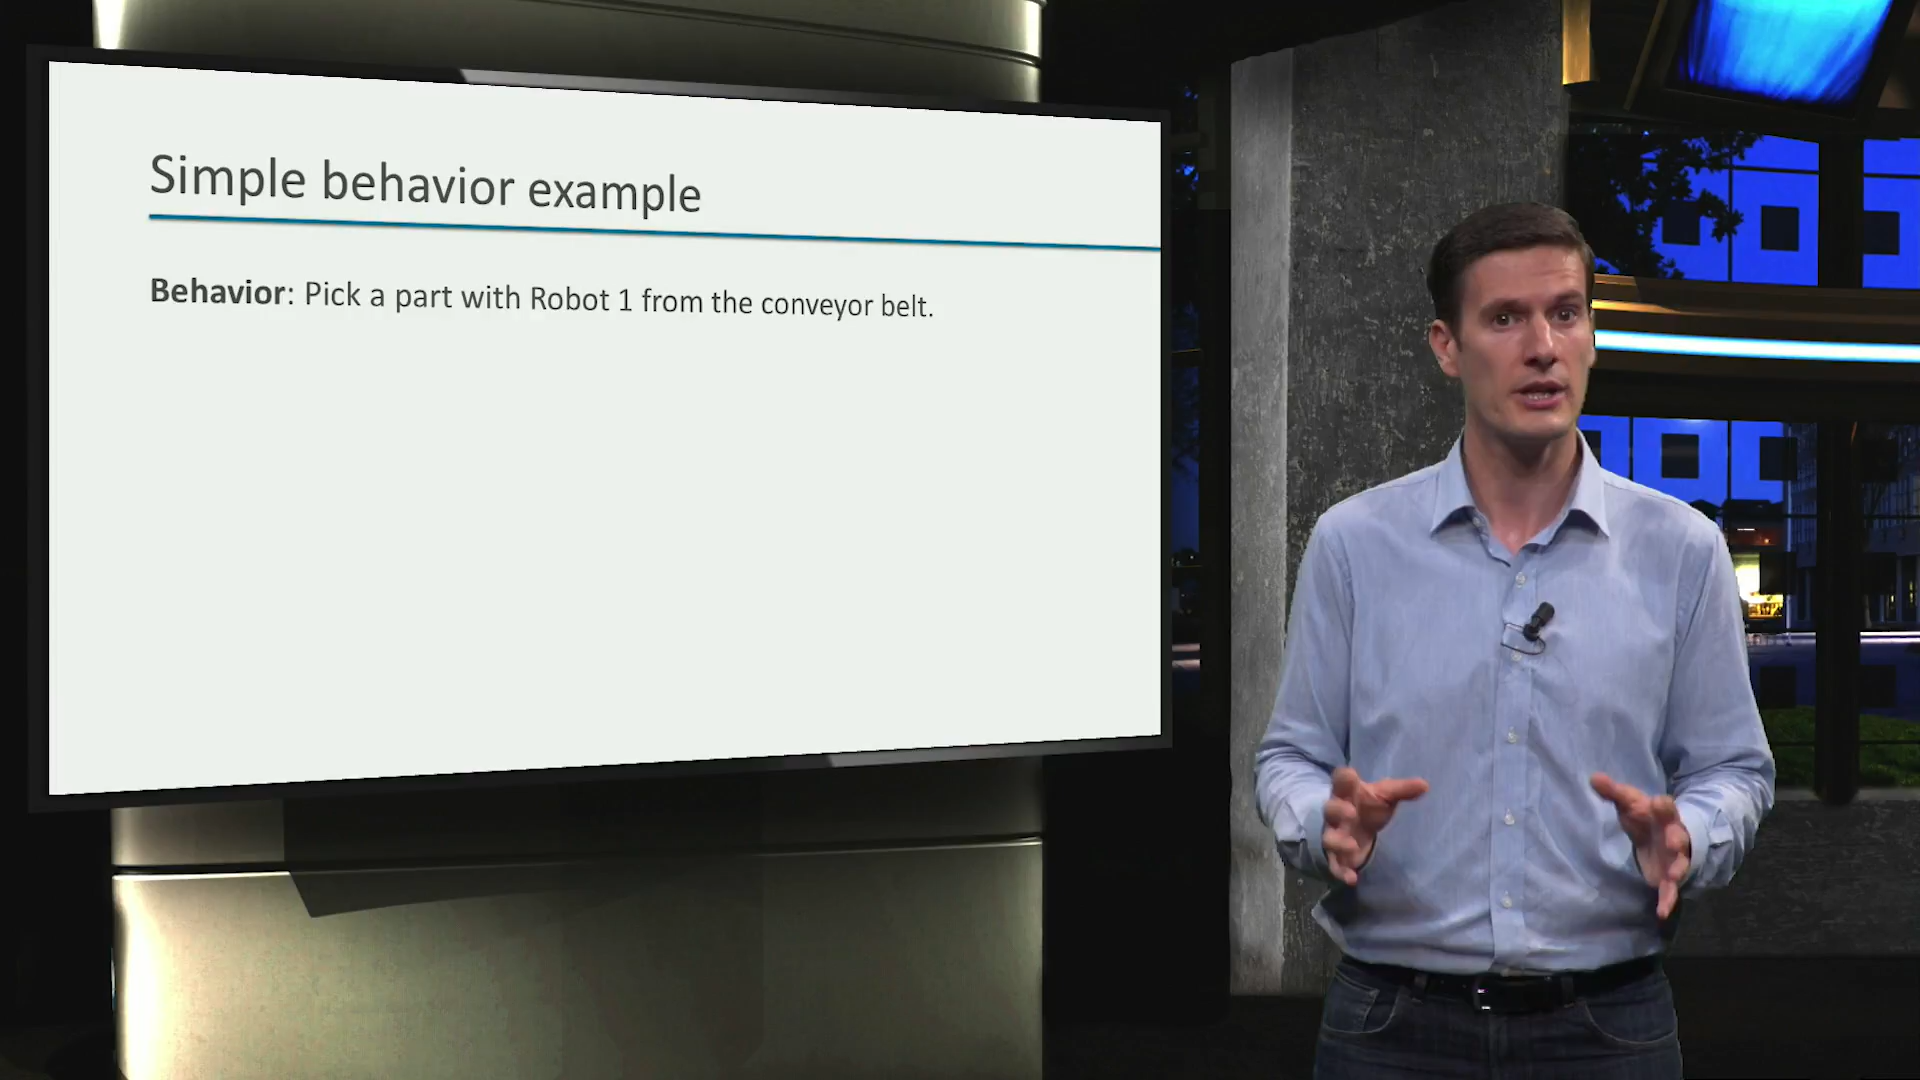 Simple behavior example
Behavior: Pick a part with Robot 1 from the conveyor belt.